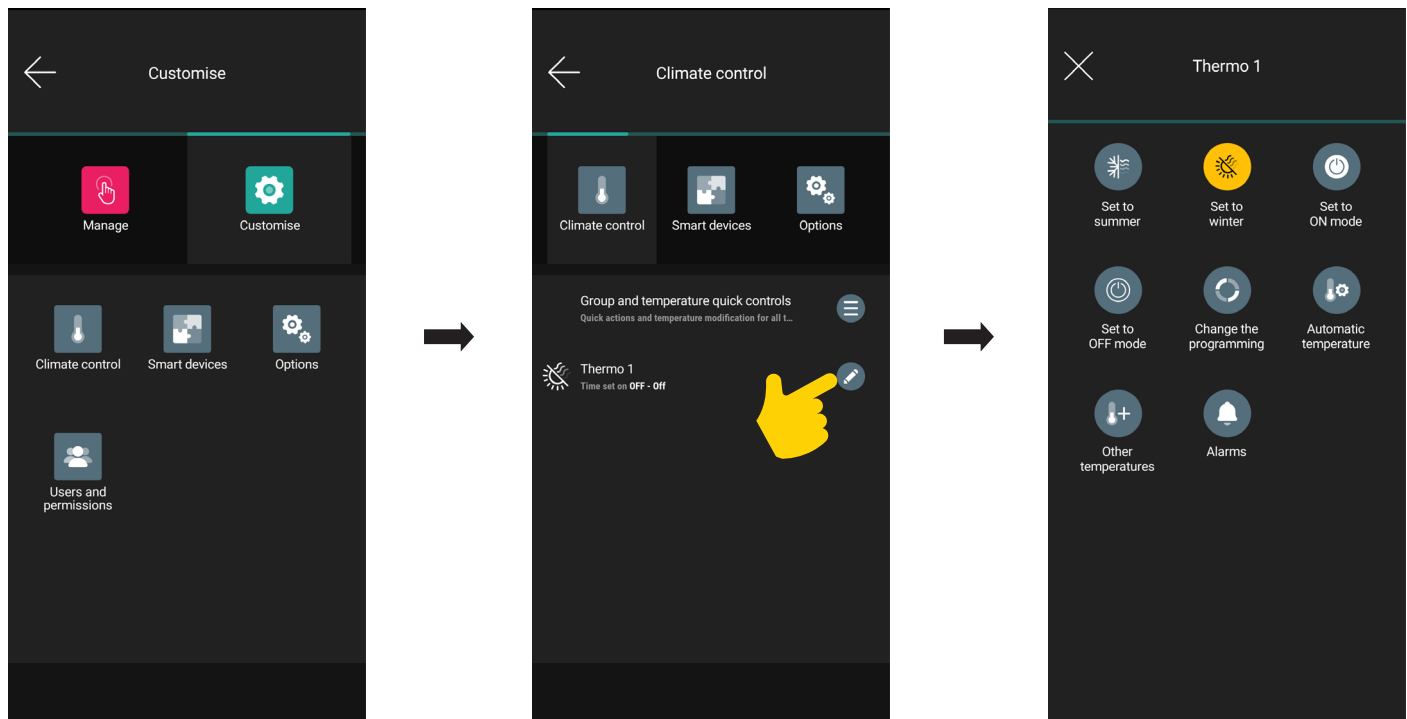 Customise
Manage
Customise
Climate control
Smart devices
Options
Users and
permissions
Climate control
Climate control
Smart devices
Options
Group and temperature quick controls
Quick actions and temperature modification for all t...
Thermo 1
Time set on OFF - Off
Thermo 1
Set to
summer
Set to
winter
Set to
ON mode
Set to
OFF mode
Change the
programming
Automatic
temperature
Other
temperatures
Alarms